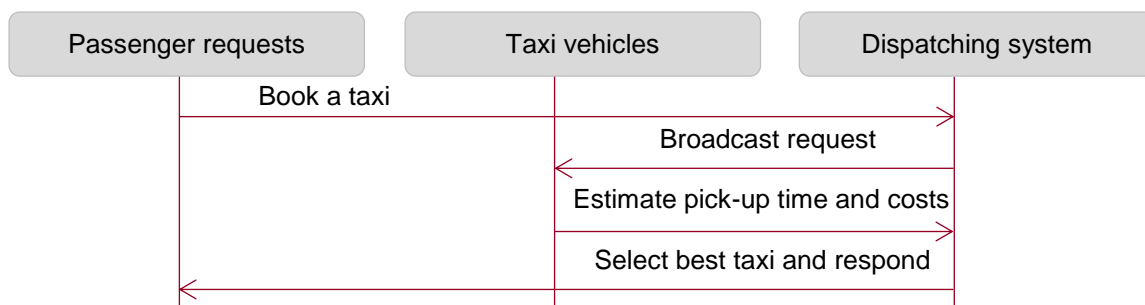 Passenger requests
Taxi vehicles
Dispatching system
Book a taxi
Broadcast request
Estimate pick-up time and costs
Select best taxi and respond